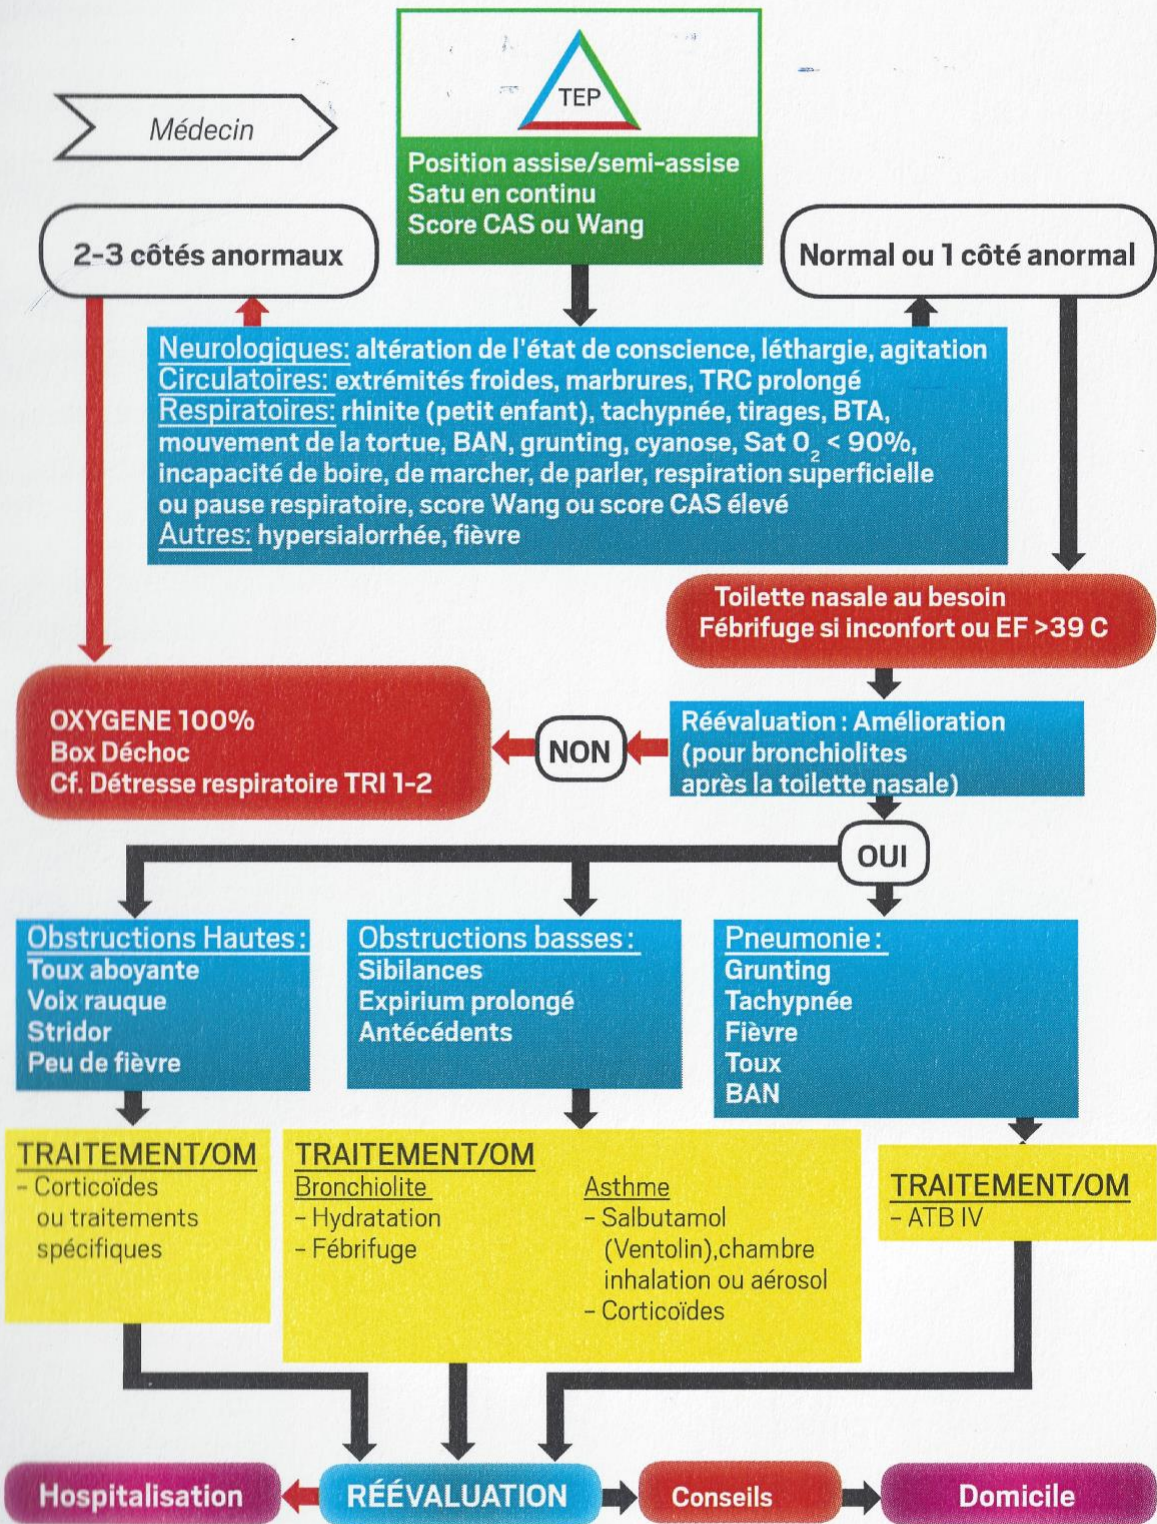 TEP
Médecin
Position assise/semi-assise
Satu en continu
Score CAS ou Wang
2-3 côtés anormaux
Normal ou 1 côté anormal
Neurologiques: altération de l'état de conscience, léthargie, agitation
Circulatoires: extrémités froides, marbrures, TRC prolongé
Respiratoires: rhinite (petit enfant), tachypnée, tirages, BTA,
mouvement de la tortue, BAN, grunting, cyanose, Sat O₂ < 90%,
incapacité de boire, de marcher, de parler, respiration superficielle
ou pause respiratoire, score Wang ou score CAS élevé
Autres: hypersialorrhée, fièvre
Toilette nasale au besoin
Fébrifuge si inconfort ou EF >39 C
OXYGENE 100%
Box Déchoc
Cf. Détresse respiratoire TRI 1-2
NON
Réévaluation : Amélioration
(pour bronchiolites
après la toilette nasale)
OUI
Obstructions Hautes :
Toux aboyante
Voix rauque
Stridor
Peu de fièvre
Obstructions basses :
Sibilances
Expirium prolongé
Antécédents
Pneumonie :
Grunting
Tachypnée
Fièvre
Toux
BAN
TRAITEMENT/OM
- Corticoïdes
ou traitements
spécifiques
TRAITEMENT/OM
Bronchiolite
- Hydratation
- Fébrifuge
Asthme
- Salbutamol
(Ventolin),chambre
inhalation ou aérosol
- Corticoïdes
TRAITEMENT/OM
- ATB IV
Hospitalisation
RÉÉVALUATION
Conseils
Domicile